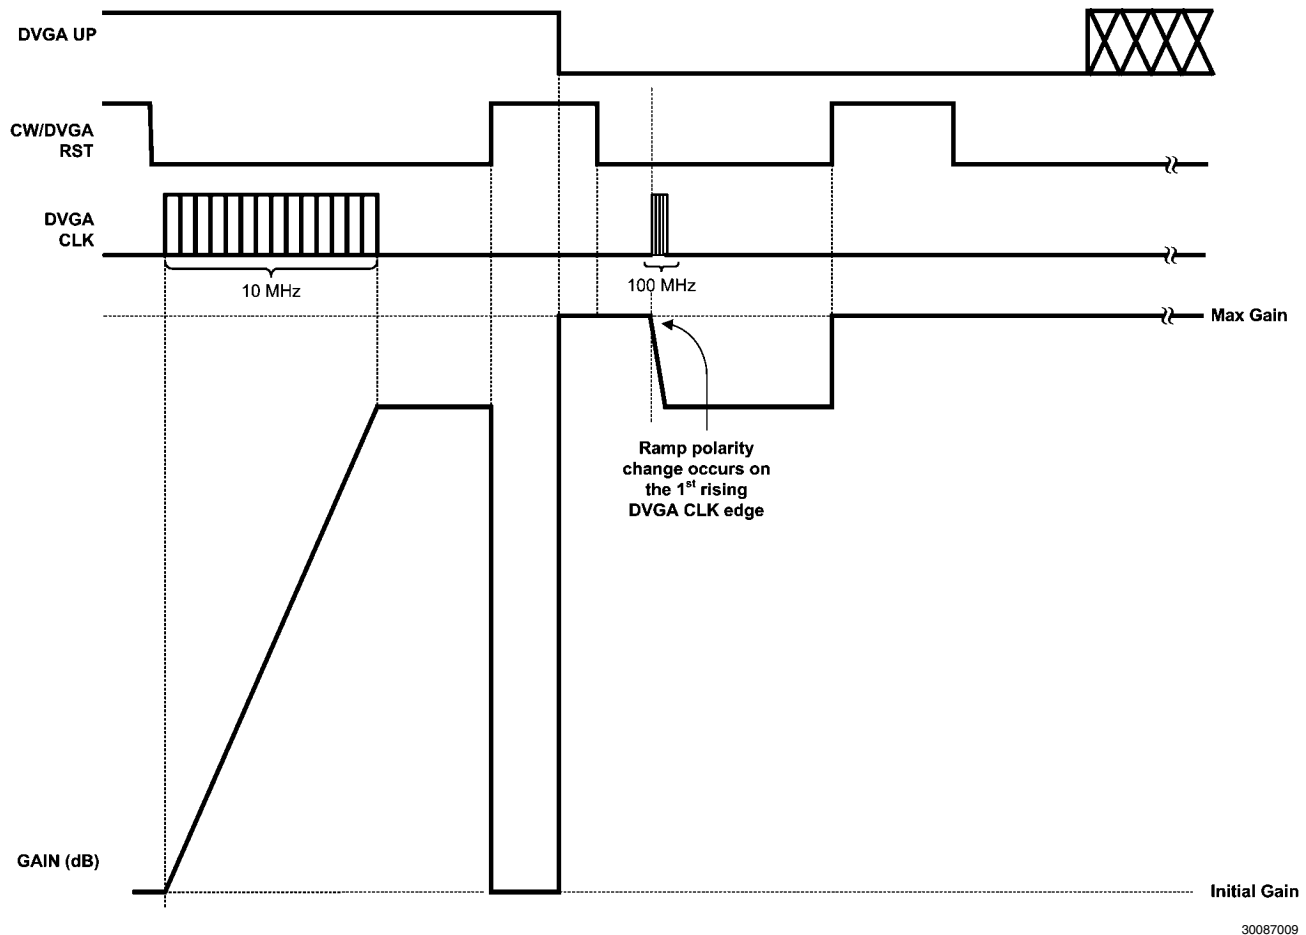 DVGA UP
CW/DVGA
RST
DVGA
CLK
10 MHz
100 MHz
Max Gain
Ramp polarity
change occurs on
the 1st rising
DVGA CLK edge
GAIN (dB)
Initial Gain
30087009